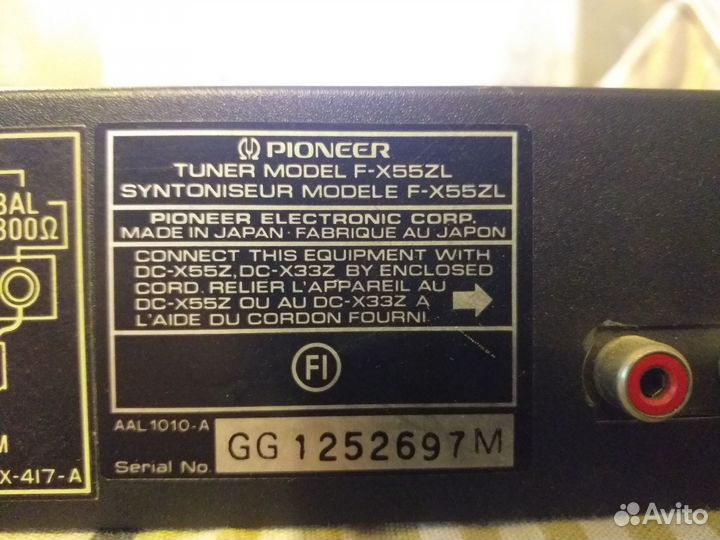 PIONEER
TUNER MODEL F-X55ZL
SYNTONISEUR MODELE F-X55ZL
PIONEER ELECTRONIC CORP.
MADE IN JAPAN · FABRIQUE AU JAPON
CONNECT THIS EQUIPMENT WITH
DC-X55Z, DC-X33Z, BY ENCLOSED
CORD. RELIER L'APPAREIL AU
DC-X55Z OU AU DC-X33Z A
L'AIDE DU CORDON FOURNI.
FI
AAL1010-A
Serial No. GG1252697M
BAL
300Ω
M
X-417-A
Avito